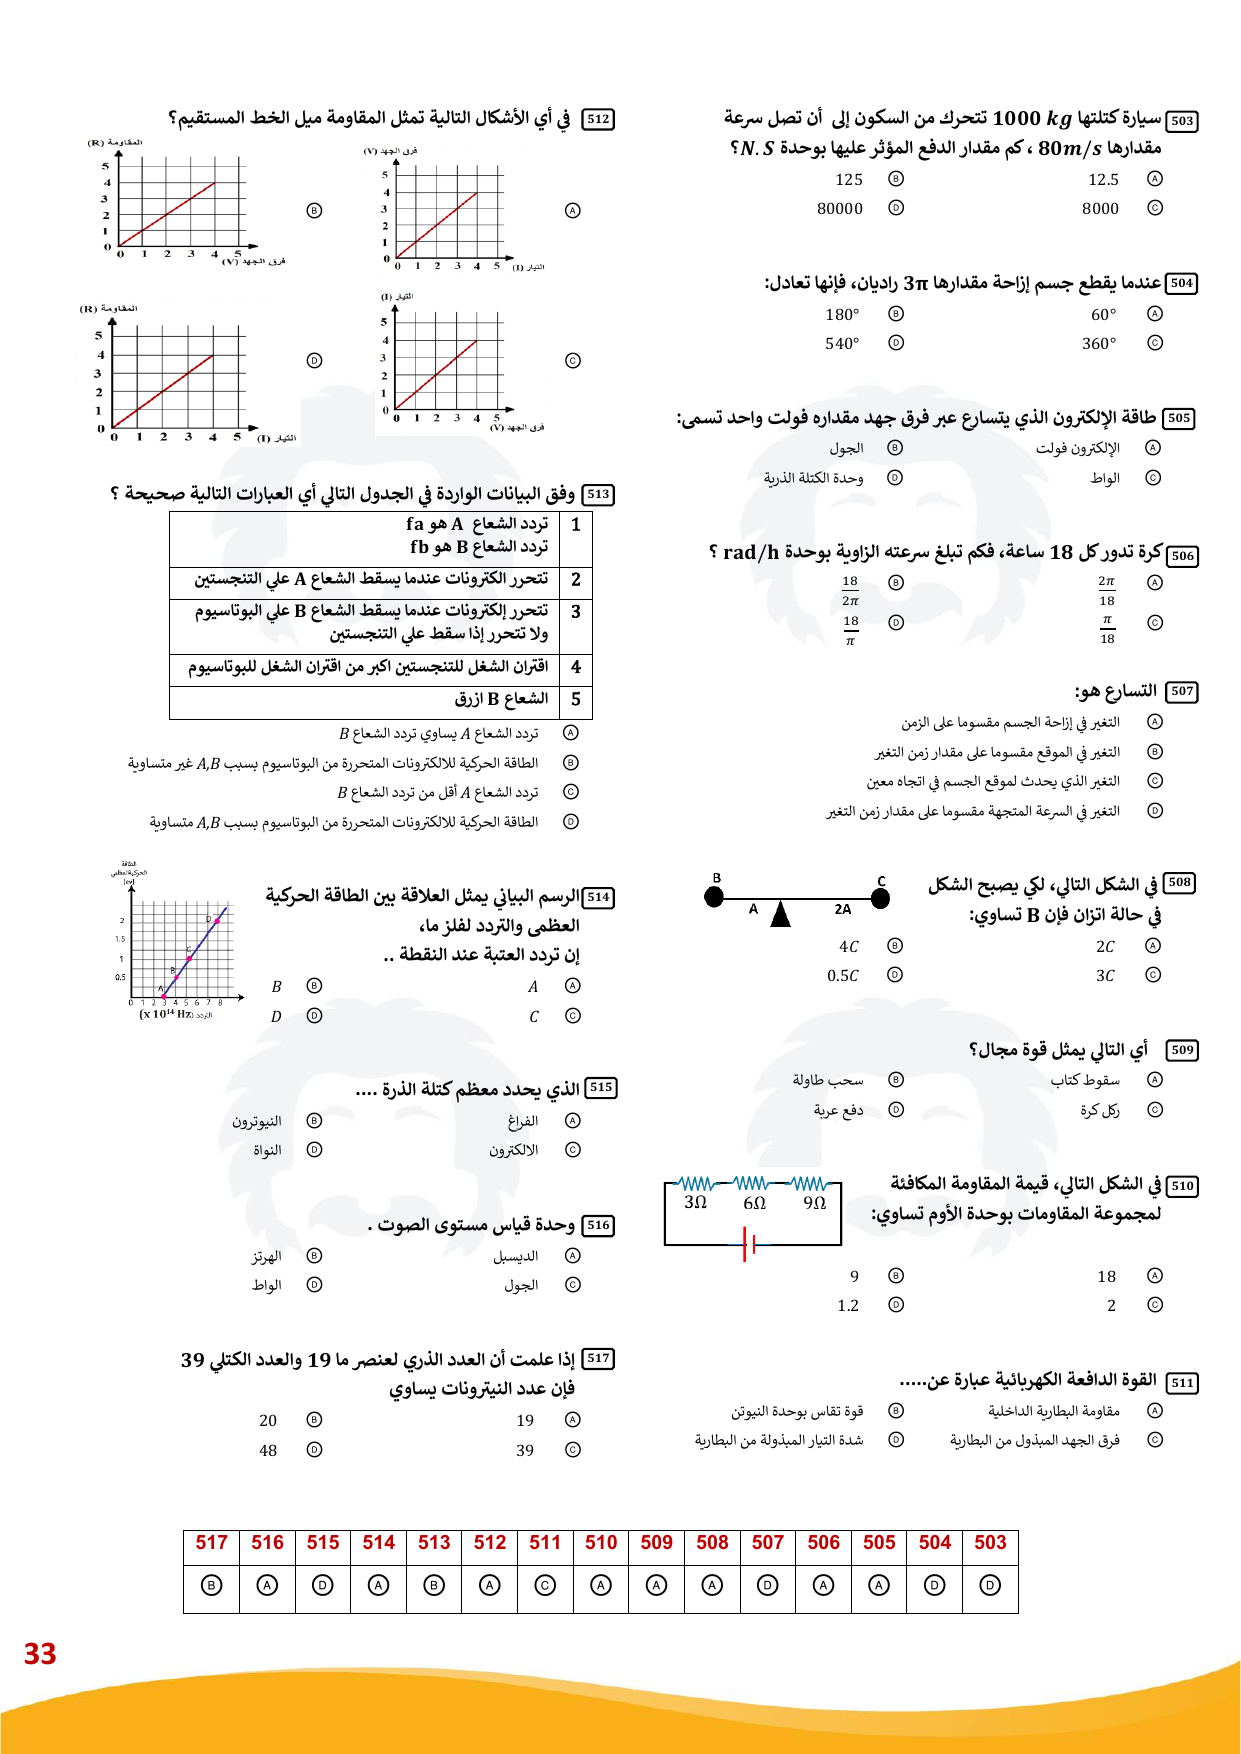 503 سيارة كتلتها 1000 kg تتحرك من السكون إلى أن تصل سرعة
مقدارها 80m/s ، كم مقدار الدفع المؤثر عليها بوحدة N.S؟
A 12.5 B 125
C 8000 D 80000
504 عندما يقطع جسم إزاحة مقدارها 3π راديان، فإنها تعادل:
A 60° B 180°
C 360° D 540°
505 طاقة الإلكترون الذي يتسارع عبر فرق جهد مقداره فولت واحد تسمى:
A الإلكترون فولت B الجول
C الواط D وحدة الكتلة الذرية
506 كرة تدور كل 18 ساعة، فكم تبلغ سرعته الزاوية بوحدة rad/h ؟
A 2π/18 B 18/2π
C π/18 D 18/π
507 التسارع هو:
A التغير في إزاحة الجسم مقسوما على الزمن
B التغير في الموقع مقسوما على مقدار زمن التغير
C التغير الذي يحدث لموقع الجسم في اتجاه معين
D التغير في السرعة المتجهة مقسوما على مقدار زمن التغير
508 في الشكل التالي، لكي يصبح الشكل
في حالة اتزان فإن B تساوي:
B C
A 2A
A 2C B 4C
C 3C D 0.5C
509 أي التالي يمثل قوة مجال؟
A سقوط كتاب B سحب طاولة
C ركل كرة D دفع عربة
510 في الشكل التالي، قيمة المقاومة المكافئة
لمجموعة المقاومات بوحدة الأوم تساوي:
3Ω 6Ω 9Ω
A 18 B 9
C 2 D 1.2
511 القوة الدافعة الكهربائية عبارة عن.....
A مقاومة البطارية الداخلية B قوة تقاس بوحدة النيوتن
C فرق الجهد المبذول من البطارية D شدة التيار المبذولة من البطارية
512 في أي الأشكال التالية تمثل المقاومة ميل الخط المستقيم؟
A
فرق الجهد (V)
5
4
3
2
1
0
0 1 2 3 4 5 التيار (I)
B
المقاومة (R)
5
4
3
2
1
0
0 1 2 3 4 5
فرق الجهد (V)
C
التيار (I)
5
4
3
2
1
0
0 1 2 3 4 5
فرق الجهد (V)
D
المقاومة (R)
5
4
3
2
1
0
0 1 2 3 4 5 التيار (I)
513 وفق البيانات الواردة في الجدول التالي أي العبارات التالية صحيحة ؟
1 تردد الشعاع A هو fa
تردد الشعاع B هو fb
2 تتحرر الكترونات عندما يسقط الشعاع A علي التنجستين
3 تتحرر إلكترونات عندما يسقط الشعاع B علي البوتاسيوم
ولا تتحرر إذا سقط علي التنجستين
4 اقتران الشغل للتنجستين اكبر من اقتران الشغل للبوتاسيوم
5 الشعاع B ازرق
A تردد الشعاع A يساوي تردد الشعاع B
B الطاقة الحركية للالكترونات المتحررة من البوتاسيوم بسبب A,B غير متساوية
C تردد الشعاع A أقل من تردد الشعاع B
D الطاقة الحركية للالكترونات المتحررة من البوتاسيوم بسبب A,B متساوية
514 الرسم البياني يمثل العلاقة بين الطاقة الحركية
العظمى والتردد لفلز ما،
إن تردد العتبة عند النقطة ..
الطاقة
الحركية العظمى
(ev)
2
1.5
1
0.5
A B C D
0 1 2 3 4 5 6 7 8
التردد (x 10¹⁴ Hz)
A A B B
C C D D
515 الذي يحدد معظم كتلة الذرة ....
A الفراغ B النيوترون
C الالكترون D النواة
516 وحدة قياس مستوى الصوت .
A الديسبل B الهرتز
C الجول D الواط
517 إذا علمت أن العدد الذري لعنصر ما 19 والعدد الكتلي 39
فإن عدد النيترونات يساوي
A 19 B 20
C 39 D 48
517 516 515 514 513 512 511 510 509 508 507 506 505 504 503
B A D A B A C A A A D A A D D
33